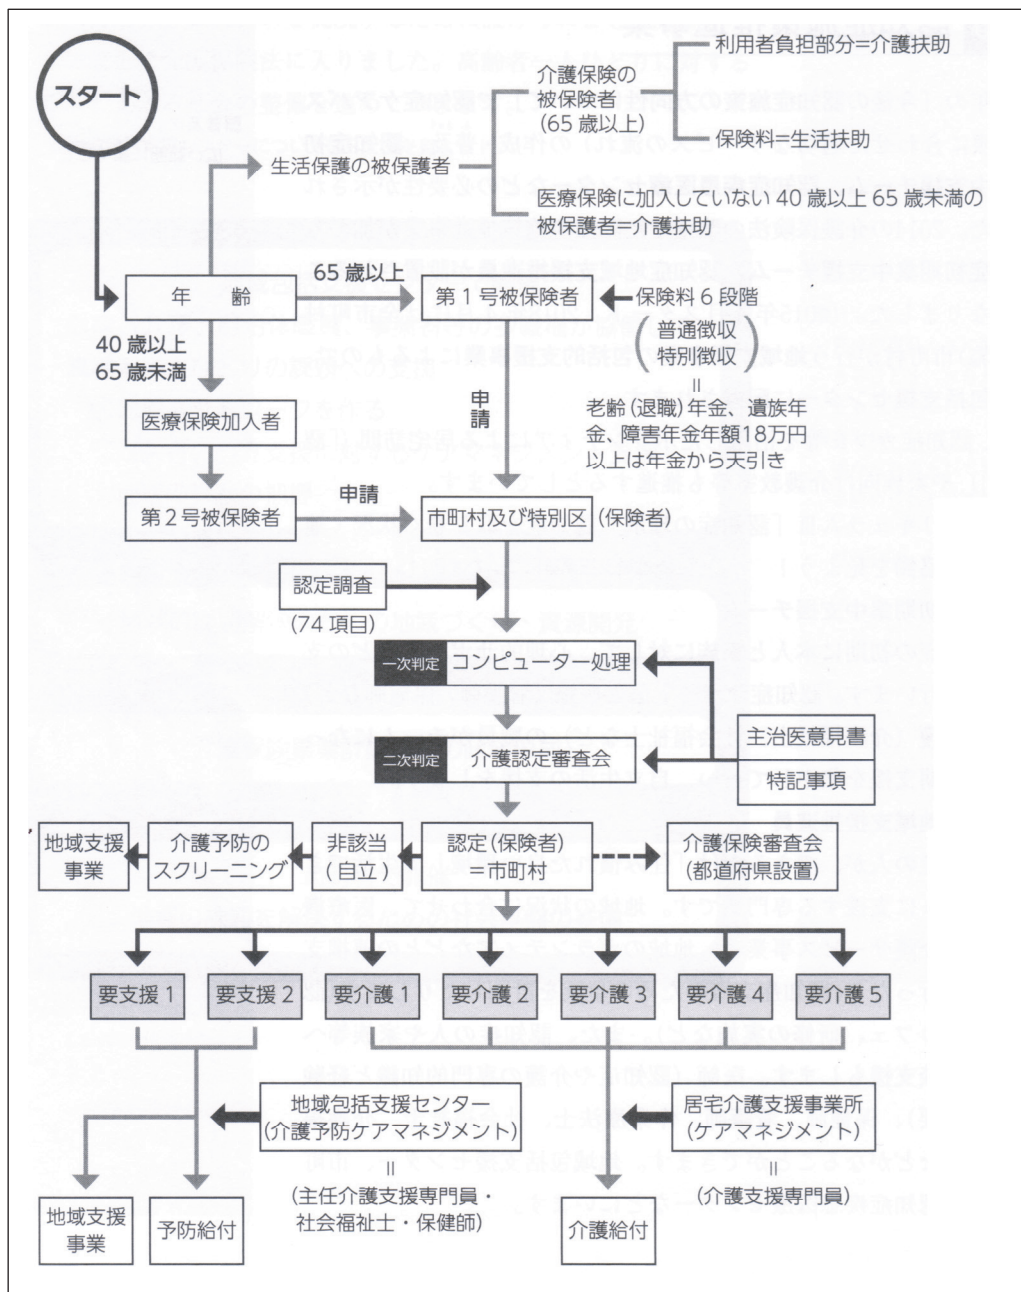 スタート
利用者負担部分=介護扶助
介護保険の
被保険者
(65歳以上)
保険料=生活扶助
生活保護の被保護者
医療保険に加入していない40歳以上65歳未満の
被保護者=介護扶助
65歳以上
年 齢
第1号被保険者
保険料6段階
(普通徴収
特別徴収)
=
老齢(退職)年金、遺族年
金、障害年金年額18万円
以上は年金から天引き
40歳以上
65歳未満
医療保険加入者
申請
第2号被保険者
申請
市町村及び特別区(保険者)
認定調査
(74項目)
一次判定 コンピューター処理
二次判定 介護認定審査会
主治医意見書
特記事項
地域支援
事業
介護予防の
スクリーニング
非該当
(自立)
認定(保険者)
=市町村
介護保険審査会
(都道府県設置)
要支援1
要支援2
要介護1
要介護2
要介護3
要介護4
要介護5
地域包括支援センター
(介護予防ケアマネジメント)
=
(主任介護支援専門員・
社会福祉士・保健師)
居宅介護支援事業所
(ケアマネジメント)
=
(介護支援専門員)
地域支援
事業
予防給付
介護給付